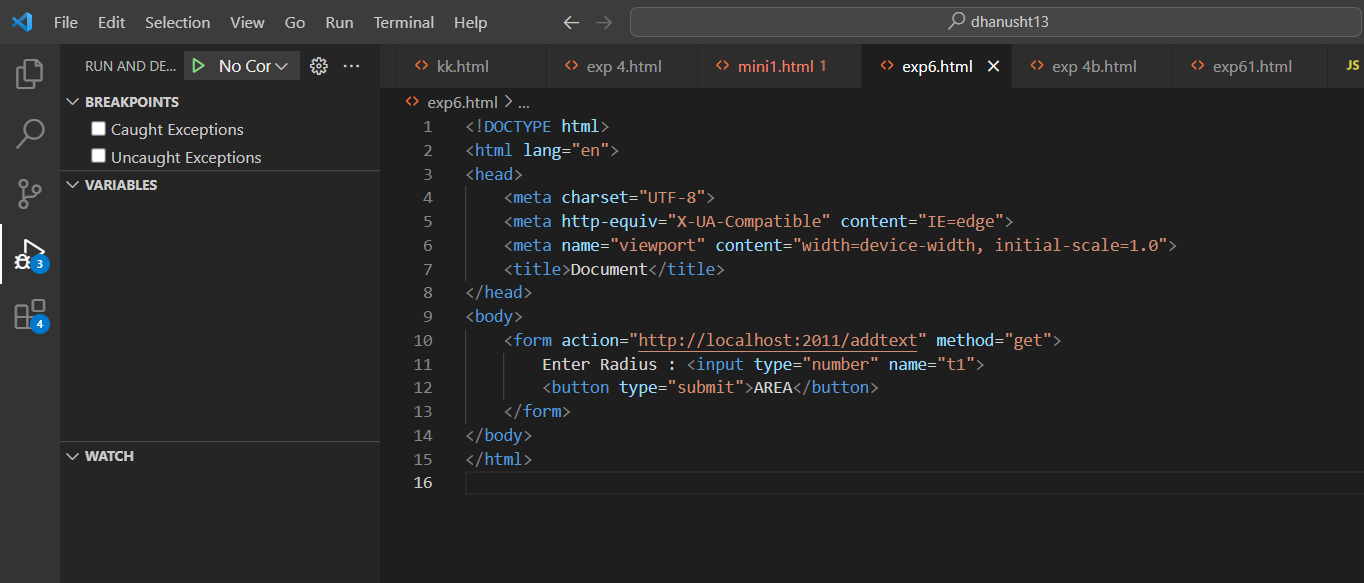 File Edit Selection View Go Run Terminal Help
dhanusht13
RUN AND DE... No Cor
kk.html exp 4.html mini1.html 1 exp6.html exp 4b.html exp61.html JS
BREAKPOINTS
Caught Exceptions
Uncaught Exceptions
VARIABLES
WATCH
3
4
exp6.html > ...
1 <!DOCTYPE html>
2 <html lang="en">
3 <head>
4 <meta charset="UTF-8">
5 <meta http-equiv="X-UA-Compatible" content="IE=edge">
6 <meta name="viewport" content="width=device-width, initial-scale=1.0">
7 <title>Document</title>
8 </head>
9 <body>
10 <form action="http://localhost:2011/addtext" method="get">
11 Enter Radius : <input type="number" name="t1">
12 <button type="submit">AREA</button>
13 </form>
14 </body>
15 </html>
16